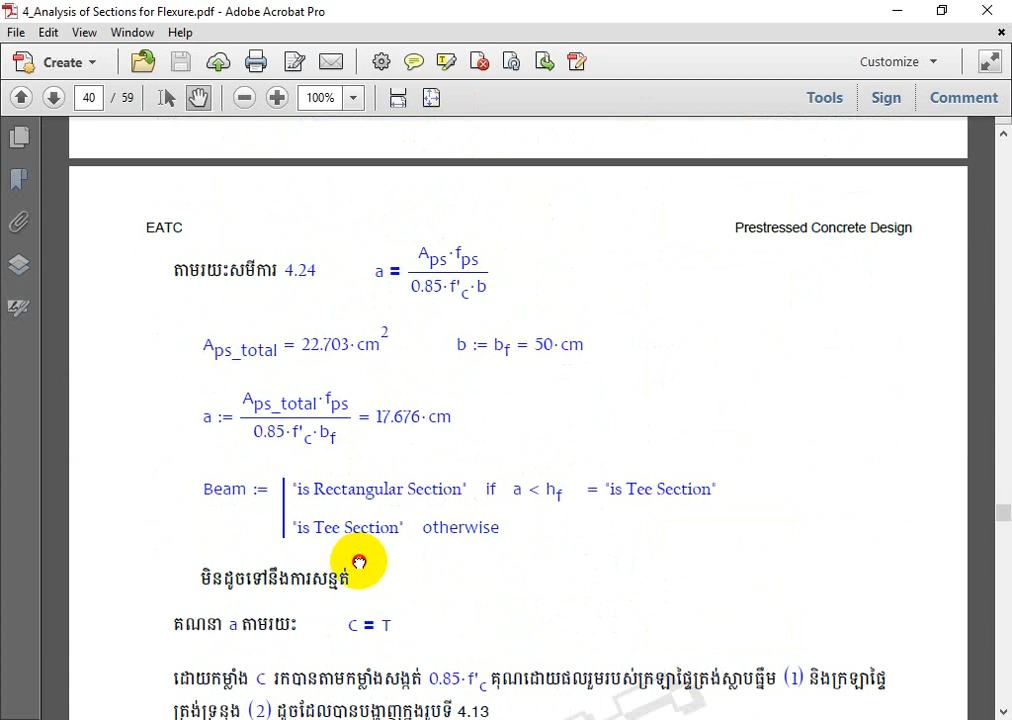 4_Analysis of Sections for Flexure.pdf - Adobe Acrobat Pro
File Edit View Window Help
Create Customize
40 / 59 100% Tools Sign Comment
EATC Prestressed Concrete Design
តាមរយៈសមីការ 4.24 a = Aps·fps / 0.85·f'c·b
Aps_total = 22.703·cm² b := bf = 50·cm
a := Aps_total·fps / 0.85·f'c·bf = 17.676·cm
Beam := "is Rectangular Section" if a < hf = "is Tee Section"
"is Tee Section" otherwise
មិនដូចទៅនឹងការសន្មត់
គណនា a តាមរយៈ C = T
ដោយកម្លាំង C រកបានតាមកម្លាំងសង្កត់ 0.85·f'c គុណដោយផលរួមរបស់ក្រឡាផ្ទៃត្រង់ស្លាបធ្នឹម (1) និងក្រឡាផ្ទៃ
ត្រង់ទ្រនុង (2) ដូចដែលបានបង្ហាញក្នុងរូបទី 4.13